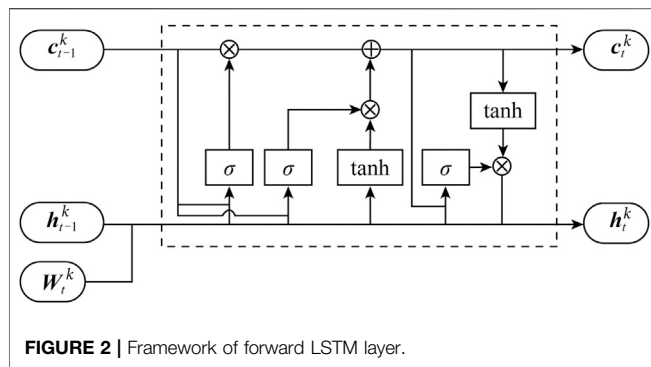 c_{t-1}^k ⊗ ⊕ c_t^k
tanh
⊗
σ σ tanh σ ⊗
h_{t-1}^k h_t^k
W_t^k
FIGURE 2 | Framework of forward LSTM layer.